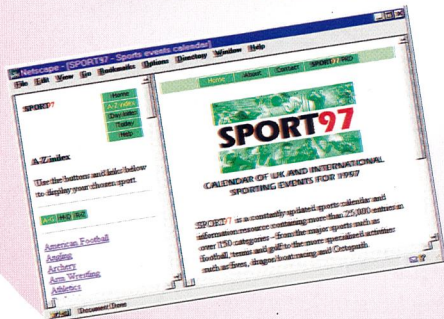 Netscape - [SPORT97 - Sports events calendar]
File Edit View Go Bookmarks Options Directory Window Help
SPORT97
Home
A-Z index
Day index
Today
Help
A-Z index
Use the buttons and links below
to display your chosen sport.
A-G
American Football
Angling
Archery
Arm Wrestling
Athletics
Home About Contact SPORT97 PRO
SPORT97
CALENDAR OF UK AND INTERNATIONAL
SPORTING EVENTS FOR 1997
SPORT97 is a constantly updated sports calendar and
information resource containing more than 25,000 entries in
over 150 categories - from the major sports such as
football, tennis and golf to the more specialised activities
such as fives, dragon boat racing and Octopush.
Document: Done